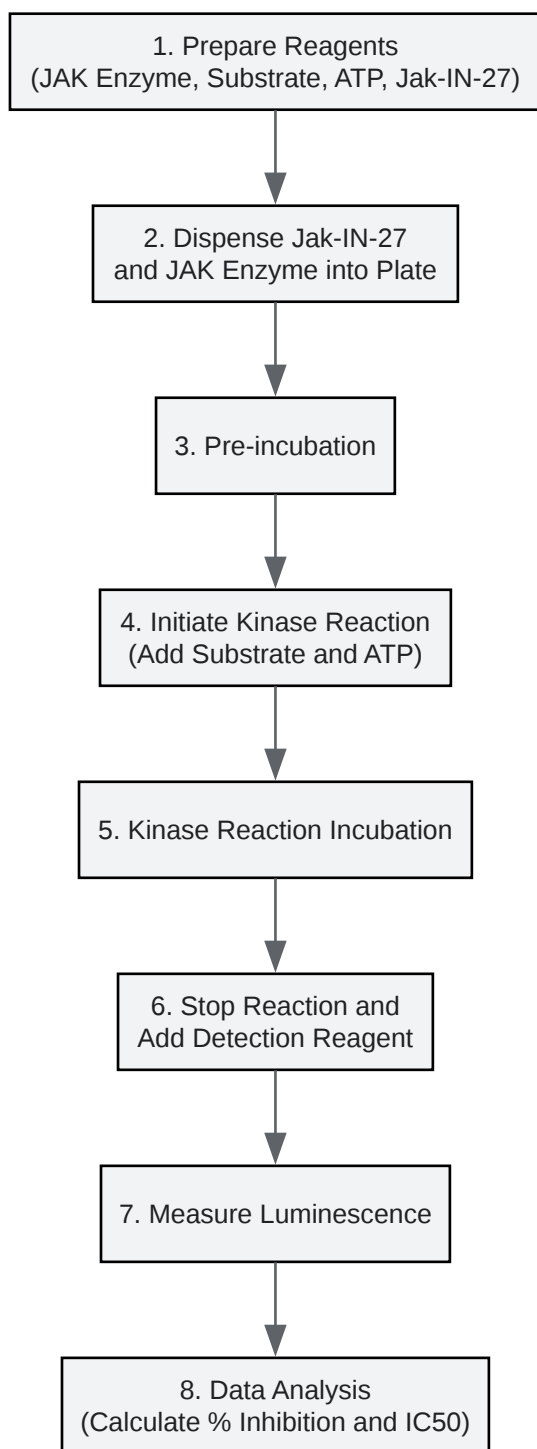 1. Prepare Reagents
(JAK Enzyme, Substrate, ATP, Jak-IN-27)
2. Dispense Jak-IN-27
and JAK Enzyme into Plate
3. Pre-incubation
4. Initiate Kinase Reaction
(Add Substrate and ATP)
5. Kinase Reaction Incubation
6. Stop Reaction and
Add Detection Reagent
7. Measure Luminescence
8. Data Analysis
(Calculate % Inhibition and IC50)